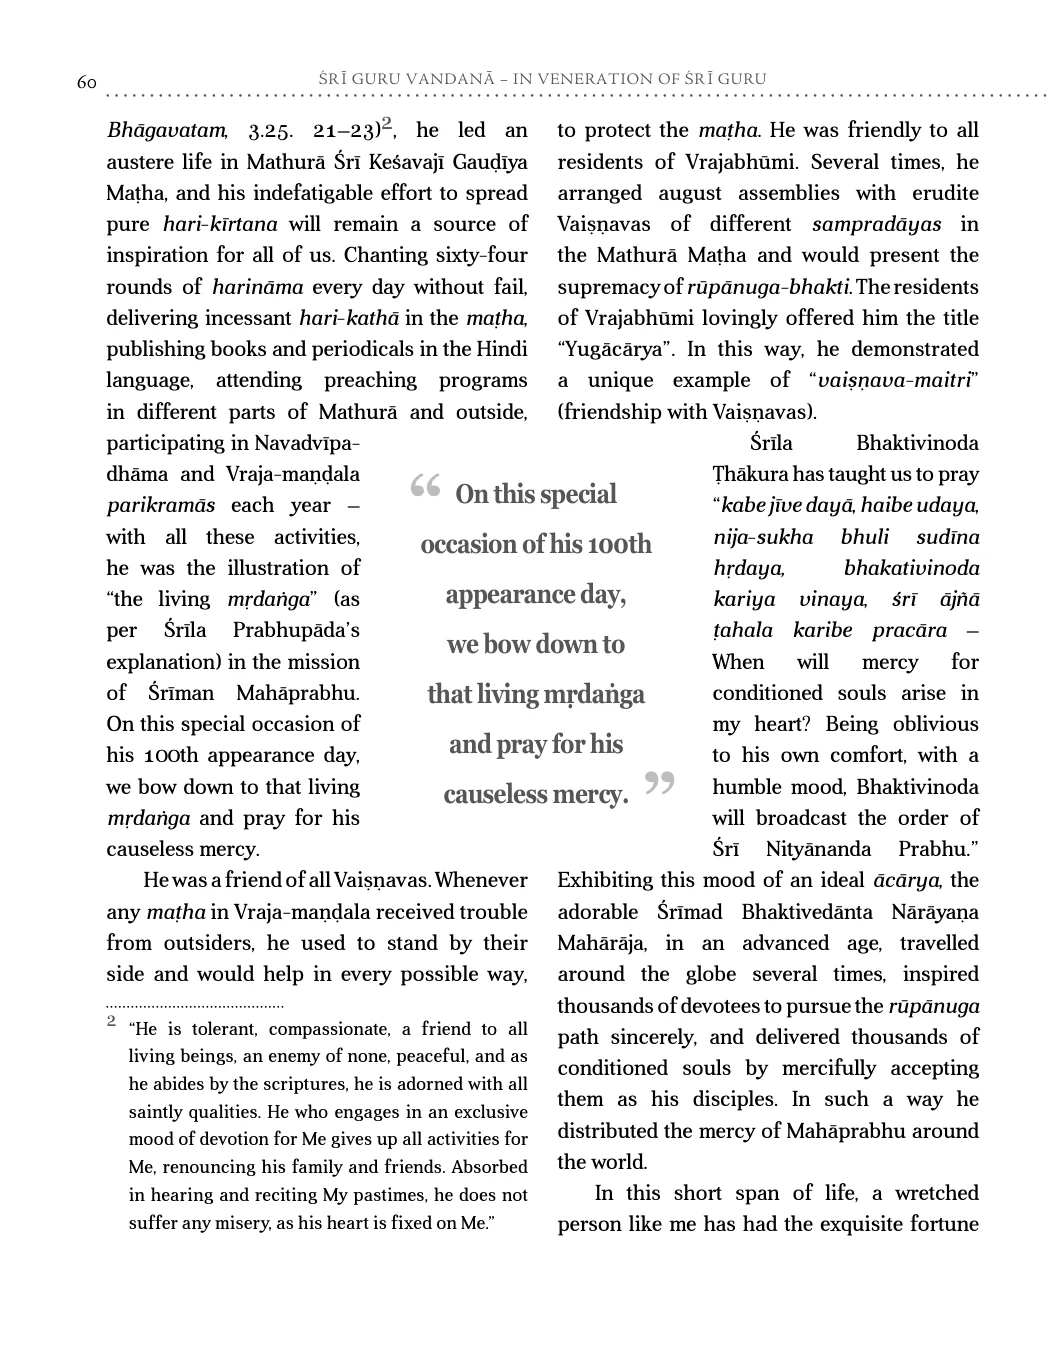 60
ŚRĪ GURU VANDANĀ – IN VENERATION OF ŚRĪ GURU
Bhāgavatam, 3.25. 21–23)2, he led an
austere life in Mathurā Śrī Keśavajī Gauḍīya
Maṭha, and his indefatigable effort to spread
pure hari-kīrtana will remain a source of
inspiration for all of us. Chanting sixty-four
rounds of harināma every day without fail,
delivering incessant hari-kathā in the maṭha,
publishing books and periodicals in the Hindi
language, attending preaching programs
in different parts of Mathurā and outside,
participating in Navadvīpa-
dhāma and Vraja-maṇḍala
parikramās each year –
with all these activities,
he was the illustration of
“the living mṛdaṅga” (as
per Śrīla Prabhupāda’s
explanation) in the mission
of Śrīman Mahāprabhu.
On this special occasion of
his 100th appearance day,
we bow down to that living
mṛdaṅga and pray for his
causeless mercy.
He was a friend of all Vaiṣṇavas. Whenever
any maṭha in Vraja-maṇḍala received trouble
from outsiders, he used to stand by their
side and would help in every possible way,
2 “He is tolerant, compassionate, a friend to all
living beings, an enemy of none, peaceful, and as
he abides by the scriptures, he is adorned with all
saintly qualities. He who engages in an exclusive
mood of devotion for Me gives up all activities for
Me, renouncing his family and friends. Absorbed
in hearing and reciting My pastimes, he does not
suffer any misery, as his heart is fixed on Me.”
“ On this special
occasion of his 100th
appearance day,
we bow down to
that living mṛdaṅga
and pray for his
causeless mercy. ”
to protect the maṭha. He was friendly to all
residents of Vrajabhūmi. Several times, he
arranged august assemblies with erudite
Vaiṣṇavas of different sampradāyas in
the Mathurā Maṭha and would present the
supremacy of rūpānuga-bhakti. The residents
of Vrajabhūmi lovingly offered him the title
“Yugācārya”. In this way, he demonstrated
a unique example of “vaiṣṇava-maitri”
(friendship with Vaiṣṇavas).
Śrīla Bhaktivinoda
Ṭhākura has taught us to pray
“kabe jīve dayā, haibe udaya,
nija-sukha bhuli sudīna
hṛdaya, bhakativinoda
kariya vinaya, śrī ājñā
ṭahala karibe pracāra –
When will mercy for
conditioned souls arise in
my heart? Being oblivious
to his own comfort, with a
humble mood, Bhaktivinoda
will broadcast the order of
Śrī Nityānanda Prabhu.”
Exhibiting this mood of an ideal ācārya, the
adorable Śrīmad Bhaktivedānta Nārāyaṇa
Mahārāja, in an advanced age, travelled
around the globe several times, inspired
thousands of devotees to pursue the rūpānuga
path sincerely, and delivered thousands of
conditioned souls by mercifully accepting
them as his disciples. In such a way he
distributed the mercy of Mahāprabhu around
the world.
In this short span of life, a wretched
person like me has had the exquisite fortune